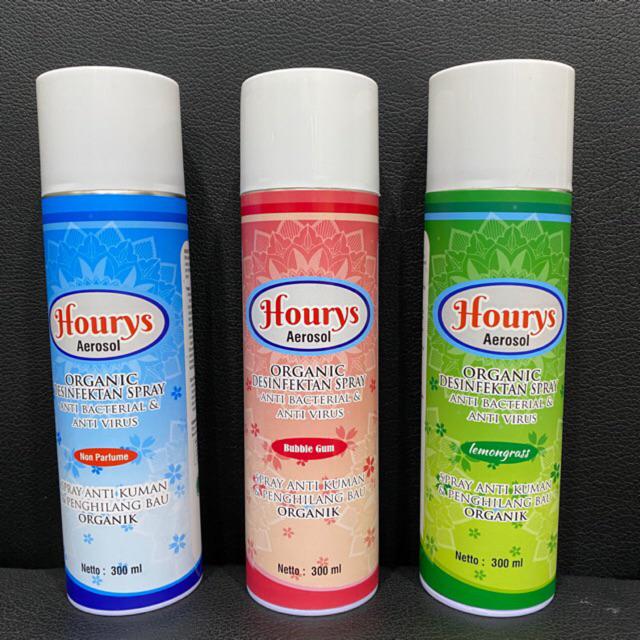 Hourys
Aerosol
ORGANIC
DESINFEKTAN SPRAY
ANTI BACTERIAL &
ANTI VIRUS
Non Parfume
SPRAY ANTI KUMAN
& PENGHILANG BAU
ORGANIK
Netto : 300 ml
Hourys
Aerosol
ORGANIC
DESINFEKTAN SPRAY
ANTI BACTERIAL &
ANTI VIRUS
Bubble Gum
SPRAY ANTI KUMAN
& PENGHILANG BAU
ORGANIK
Netto : 300 ml
Hourys
Aerosol
ORGANIC
DESINFEKTAN SPRAY
ANTI BACTERIAL &
ANTI VIRUS
lemongrass
SPRAY ANTI KUMAN
& PENGHILANG BAU
ORGANIK
Netto : 300 ml